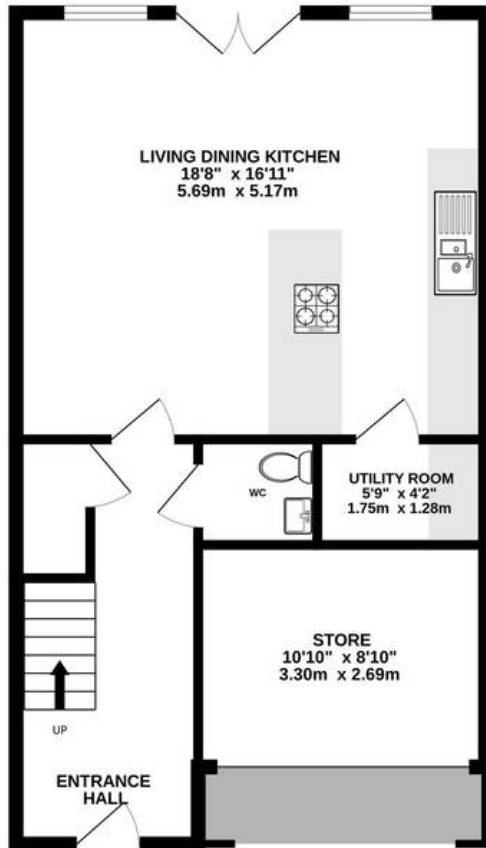 LIVING DINING KITCHEN
18'8" x 16'11"
5.69m x 5.17m
WC
UTILITY ROOM
5'9" x 4'2"
1.75m x 1.28m
STORE
10'10" x 8'10"
3.30m x 2.69m
UP
ENTRANCE
HALL